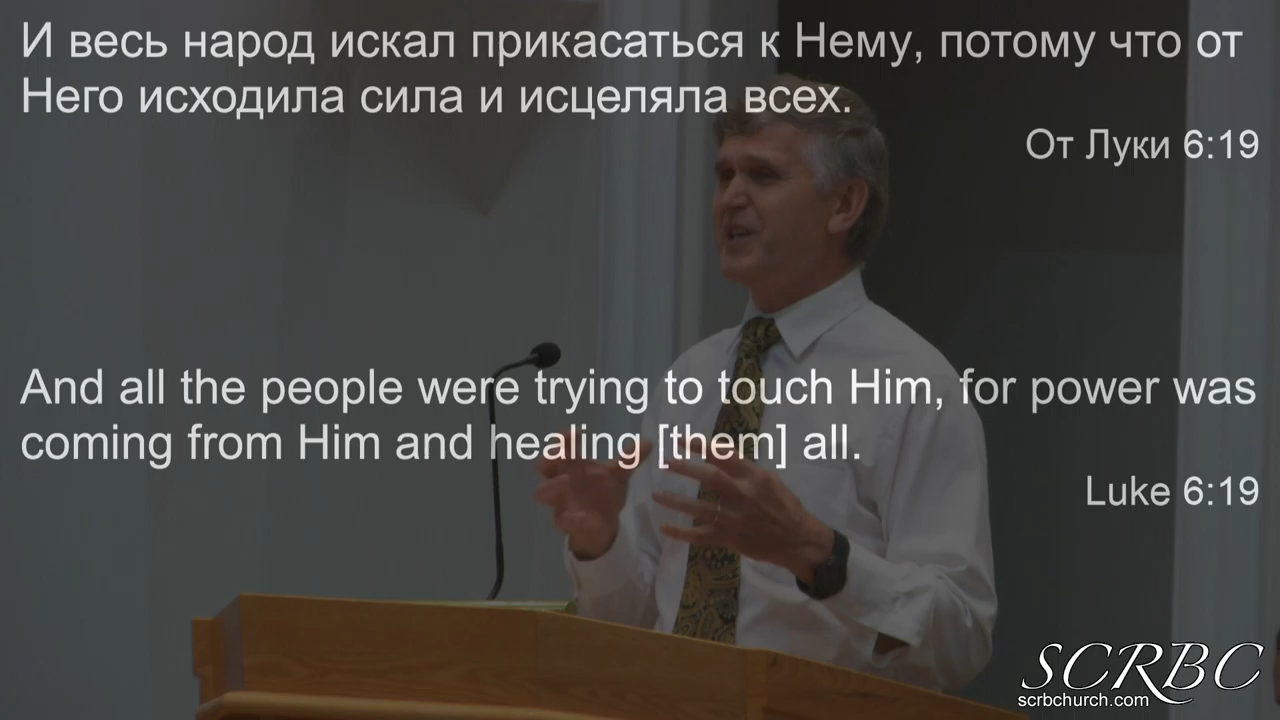 И весь народ искал прикасаться к Нему, потому что от
Него исходила сила и исцеляла всех.
От Луки 6:19
And all the people were trying to touch Him, for power was
coming from Him and healing [them] all.
Luke 6:19
SCRBC
scrbchurch.com